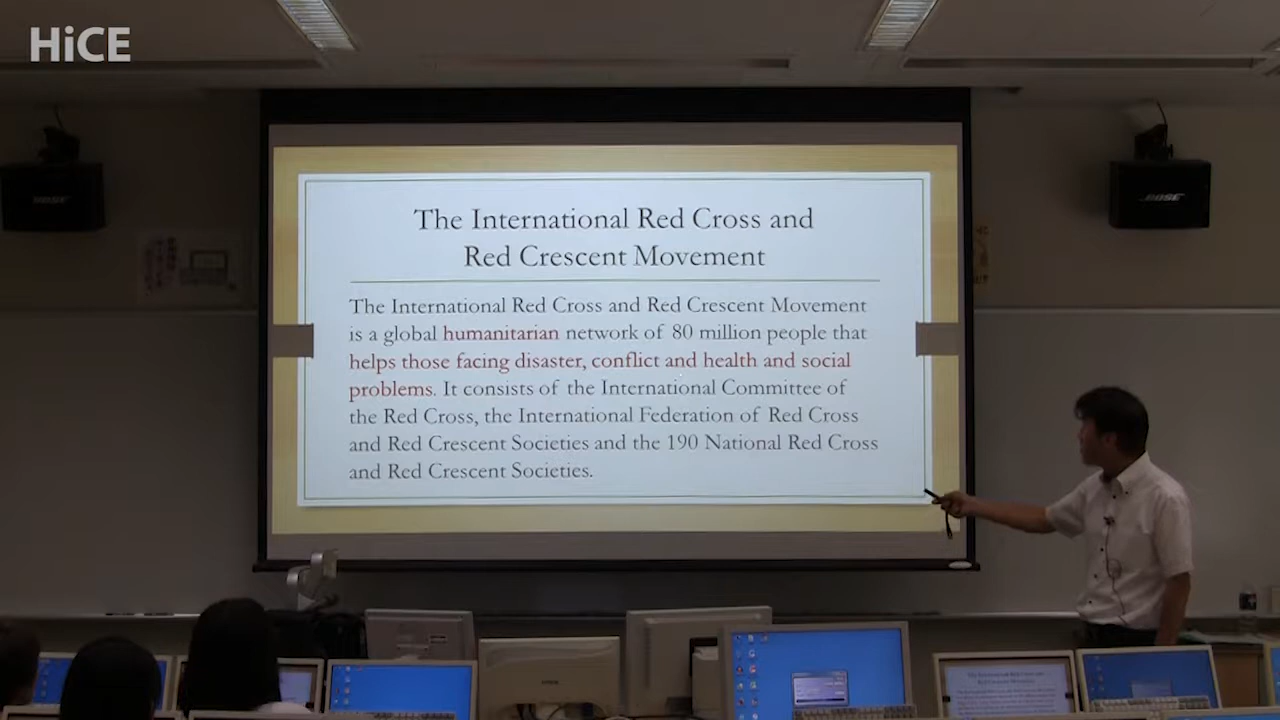 HiCE
The International Red Cross and
Red Crescent Movement
The International Red Cross and Red Crescent Movement
is a global humanitarian network of 80 million people that
helps those facing disaster, conflict and health and social
problems. It consists of the International Committee of
the Red Cross, the International Federation of Red Cross
and Red Crescent Societies and the 190 National Red Cross
and Red Crescent Societies.
BOSE
BOSE